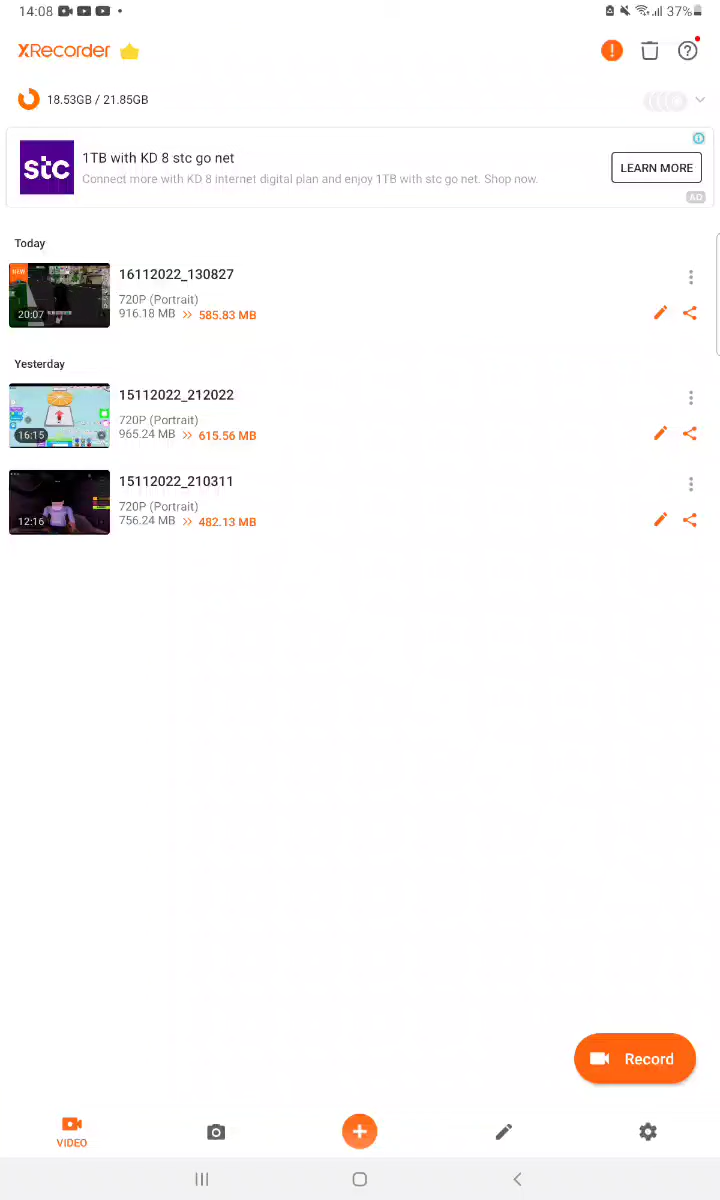 14:08
37%
XRecorder
18.53GB / 21.85GB
stc
1TB with KD 8 stc go net
Connect more with KD 8 internet digital plan and enjoy 1TB with stc go net. Shop now.
LEARN MORE
AD
Today
NEW
20:07
16112022_130827
720P (Portrait)
916.18 MB >> 585.83 MB
Yesterday
16:15
15112022_212022
720P (Portrait)
965.24 MB >> 615.56 MB
12:16
15112022_210311
720P (Portrait)
756.24 MB >> 482.13 MB
Record
VIDEO